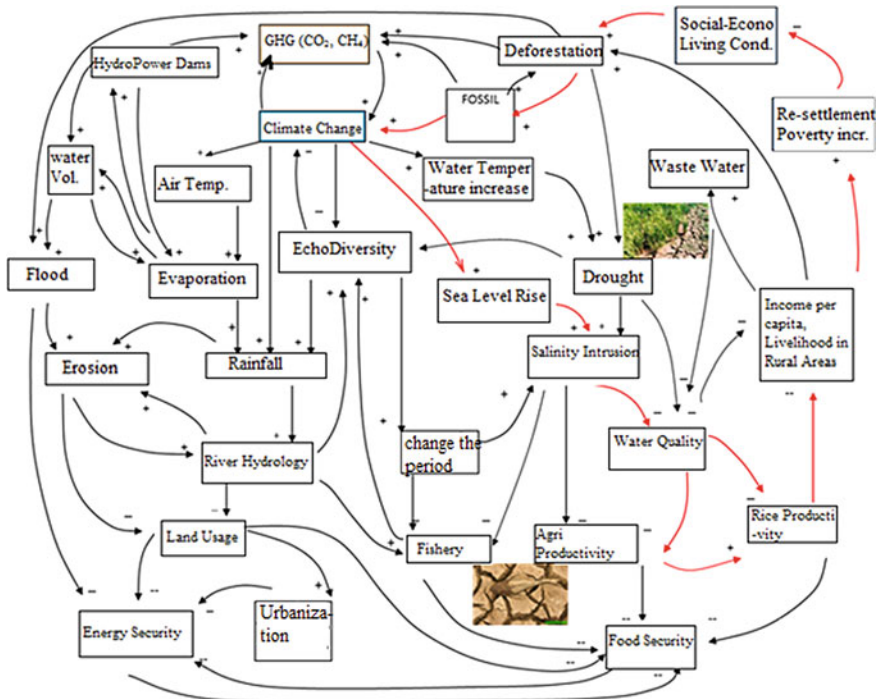 GHG (CO₂, CH₄)
Deforestation
Social-Econo
Living Cond.
HydroPower Dams
FOSSIL
Re-settlement
Poverty incr.
Climate Change
water
Vol.
Air Temp.
Water Temper
-ature increase
Waste Water
EchoDiversity
Flood
Evaporation
Drought
Sea Level Rise
Income per
capita,
Livelihood in
Rural Areas
Erosion
Rainfall
Salinity Intrusion
River Hydrology
change the
period
Water Quality
Land Usage
Fishery
Agri
Productivity
Rice Producti
-vity
Energy Security
Urbaniza-
tion
Food Security